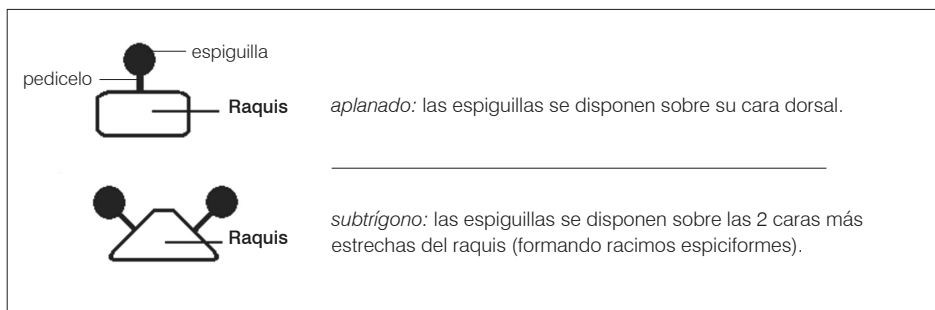 espiguilla
pedicelo
Raquis
aplanado: las espiguillas se disponen sobre su cara dorsal.
Raquis
subtrígono: las espiguillas se disponen sobre las 2 caras más
estrechas del raquis (formando racimos espiciformes).